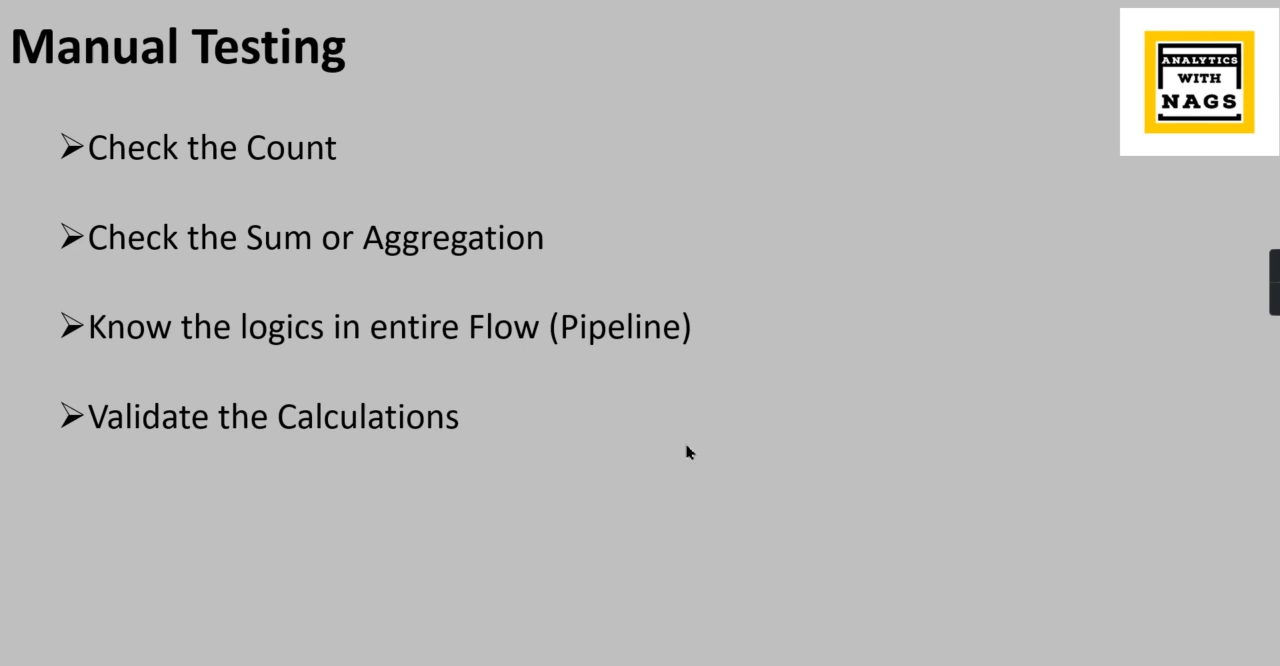 Manual Testing
ANALYTICS
WITH
NAGS
➢Check the Count
➢Check the Sum or Aggregation
➢Know the logics in entire Flow (Pipeline)
➢Validate the Calculations